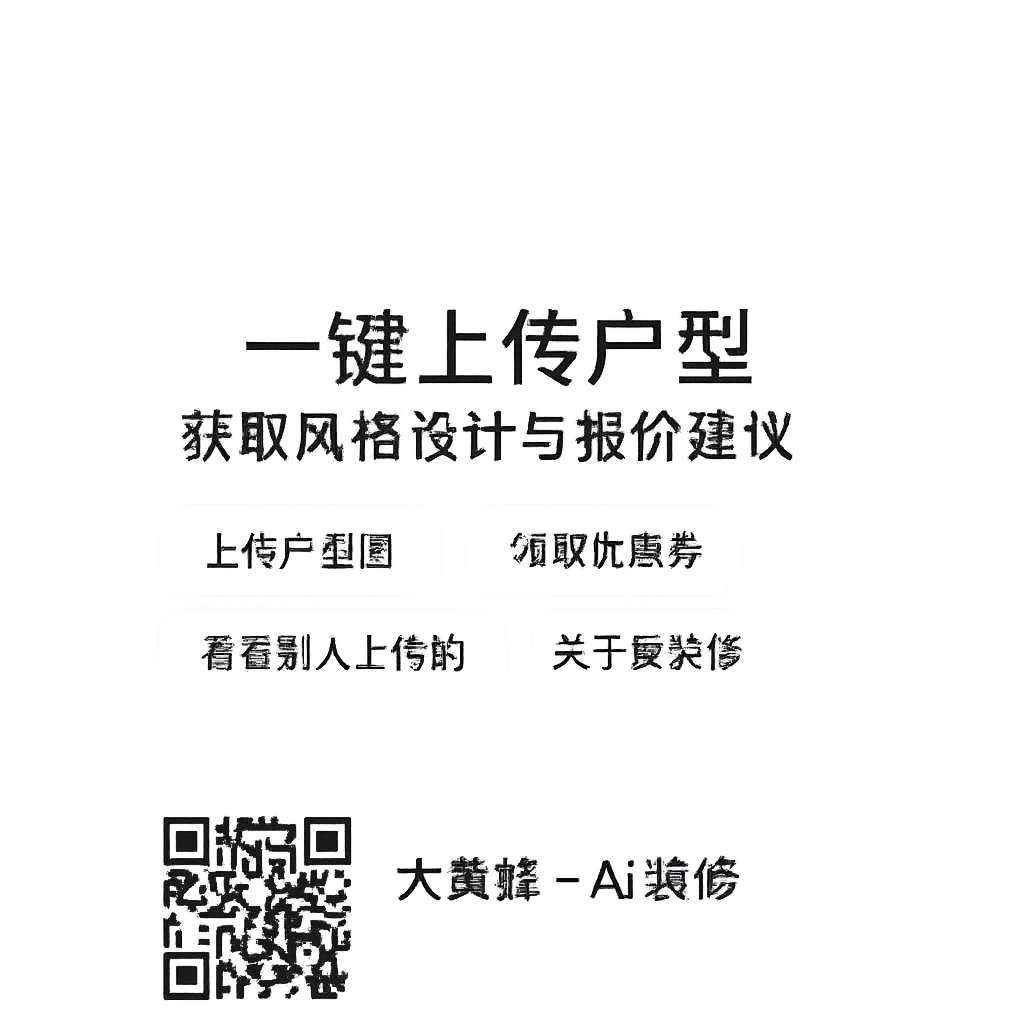 一键上传户型
获取风格设计与报价建议
上传户型图
领取优惠券
看看别人上传的
关于装修
大黄蜂 - Ai 装修